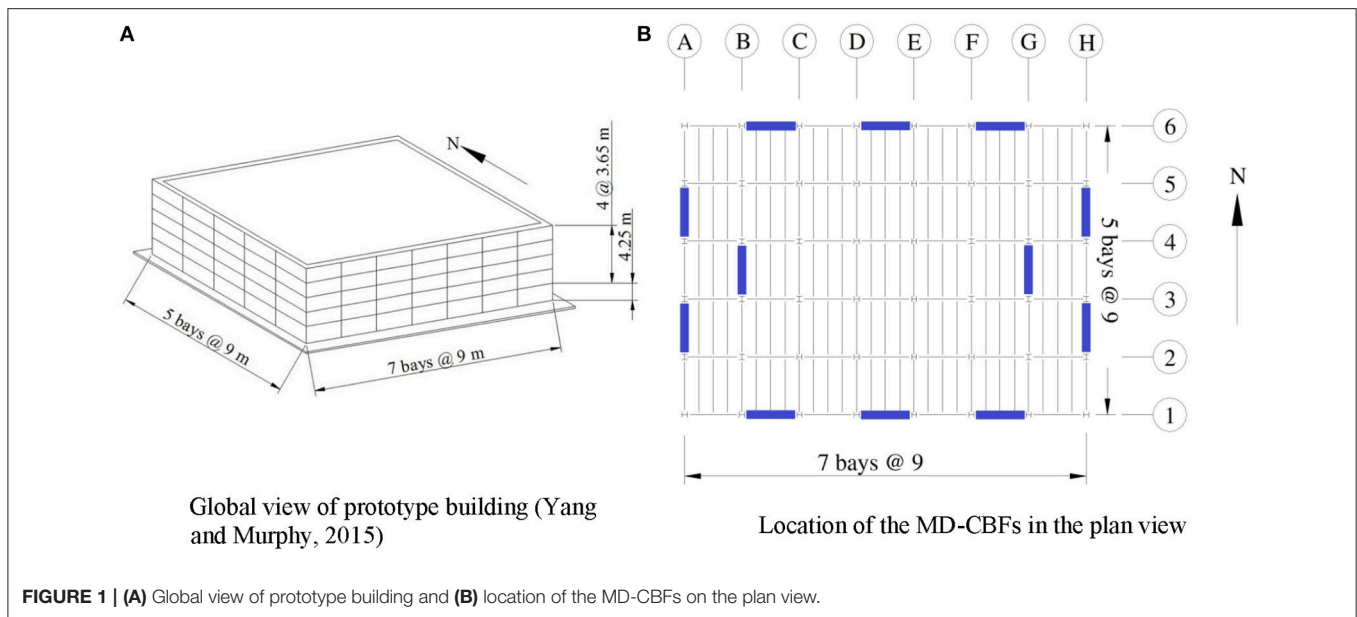 A
N
4 @ 3.65 m
4.25 m
5 bays @ 9 m
7 bays @ 9 m
Global view of prototype building (Yang
and Murphy, 2015)
B
A B C D E F G H
6
5
4
3
2
1
5 bays @ 9
N
7 bays @ 9
Location of the MD-CBFs in the plan view
FIGURE 1 | (A) Global view of prototype building and (B) location of the MD-CBFs on the plan view.